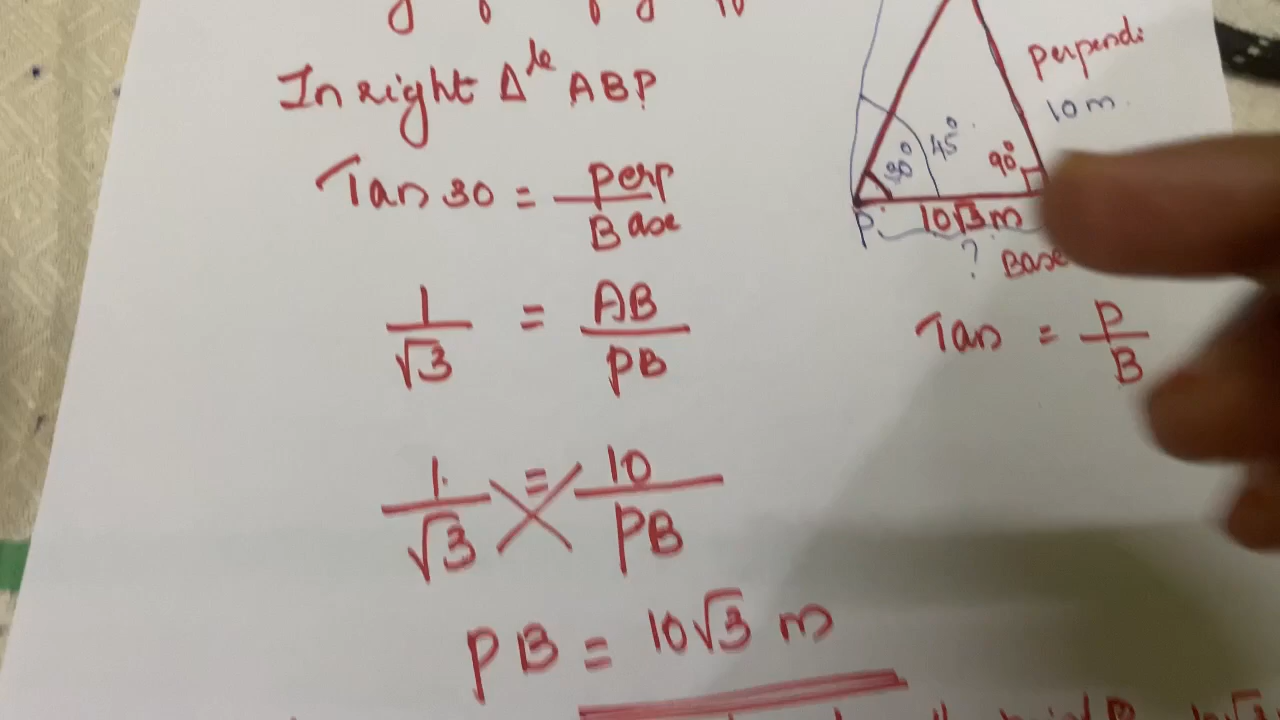 In right Δle ABP
Tan 30 = perp / Base
1/√3 = AB/PB
1/√3 = 10/PB
PB = 10√3 m
perpendi
10 m
30°
45°
90°
P
10√3 m
?
Base
Tan = P/B